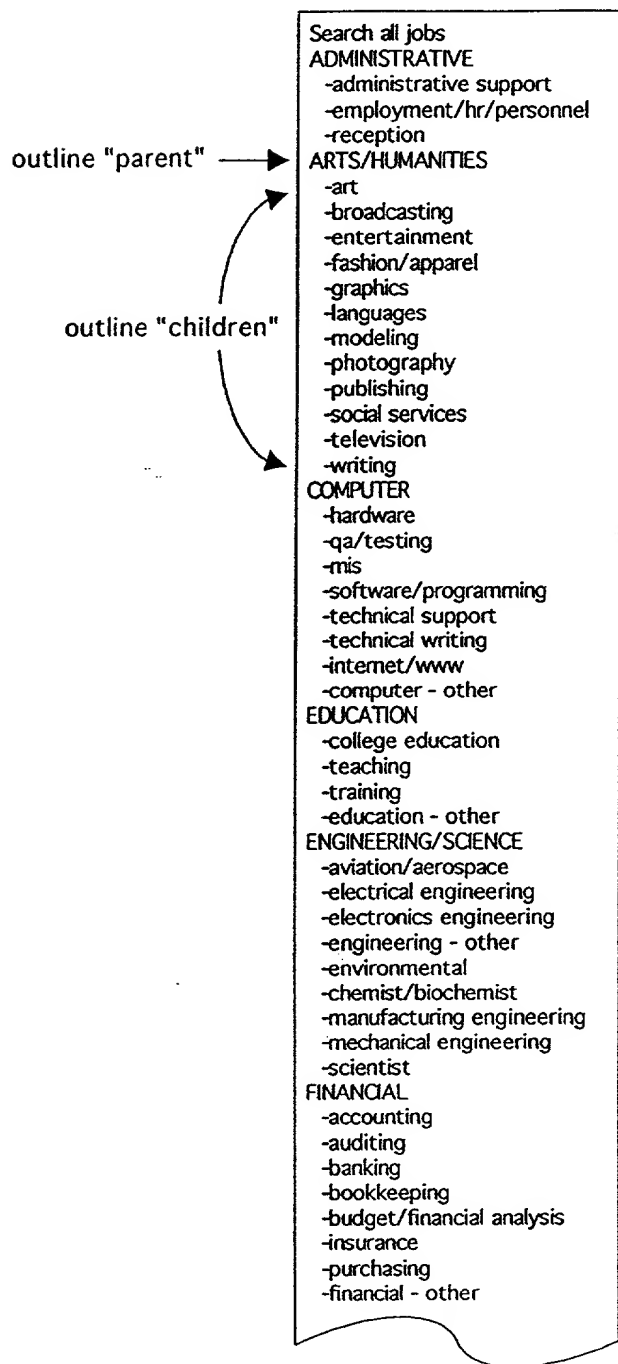 Search all jobs
ADMINISTRATIVE
-administrative support
-employment/hr/personnel
-reception
outline "parent"
ARTS/HUMANITIES
-art
-broadcasting
-entertainment
-fashion/apparel
-graphics
-languages
outline "children"
-modeling
-photography
-publishing
-social services
-television
-writing
COMPUTER
-hardware
-qa/testing
-mis
-software/programming
-technical support
-technical writing
-internet/www
-computer - other
EDUCATION
-college education
-teaching
-training
-education - other
ENGINEERING/SCIENCE
-aviation/aerospace
-electrical engineering
-electronics engineering
-engineering - other
-environmental
-chemist/biochemist
-manufacturing engineering
-mechanical engineering
-scientist
FINANCIAL
-accounting
-auditing
-banking
-bookkeeping
-budget/financial analysis
-insurance
-purchasing
-financial - other